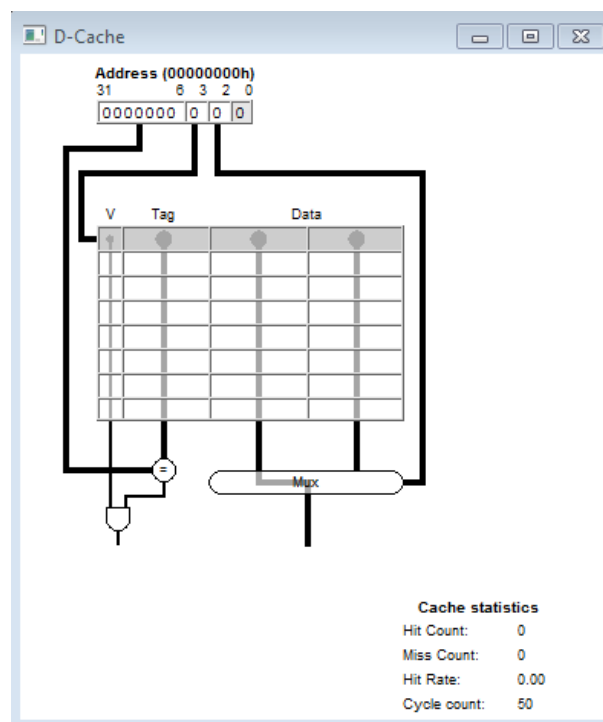 D-Cache
Address (00000000h)
31 6 3 2 0
0000000 0 0 0
V Tag Data
=
Mux
Cache statistics
Hit Count: 0
Miss Count: 0
Hit Rate: 0.00
Cycle count: 50